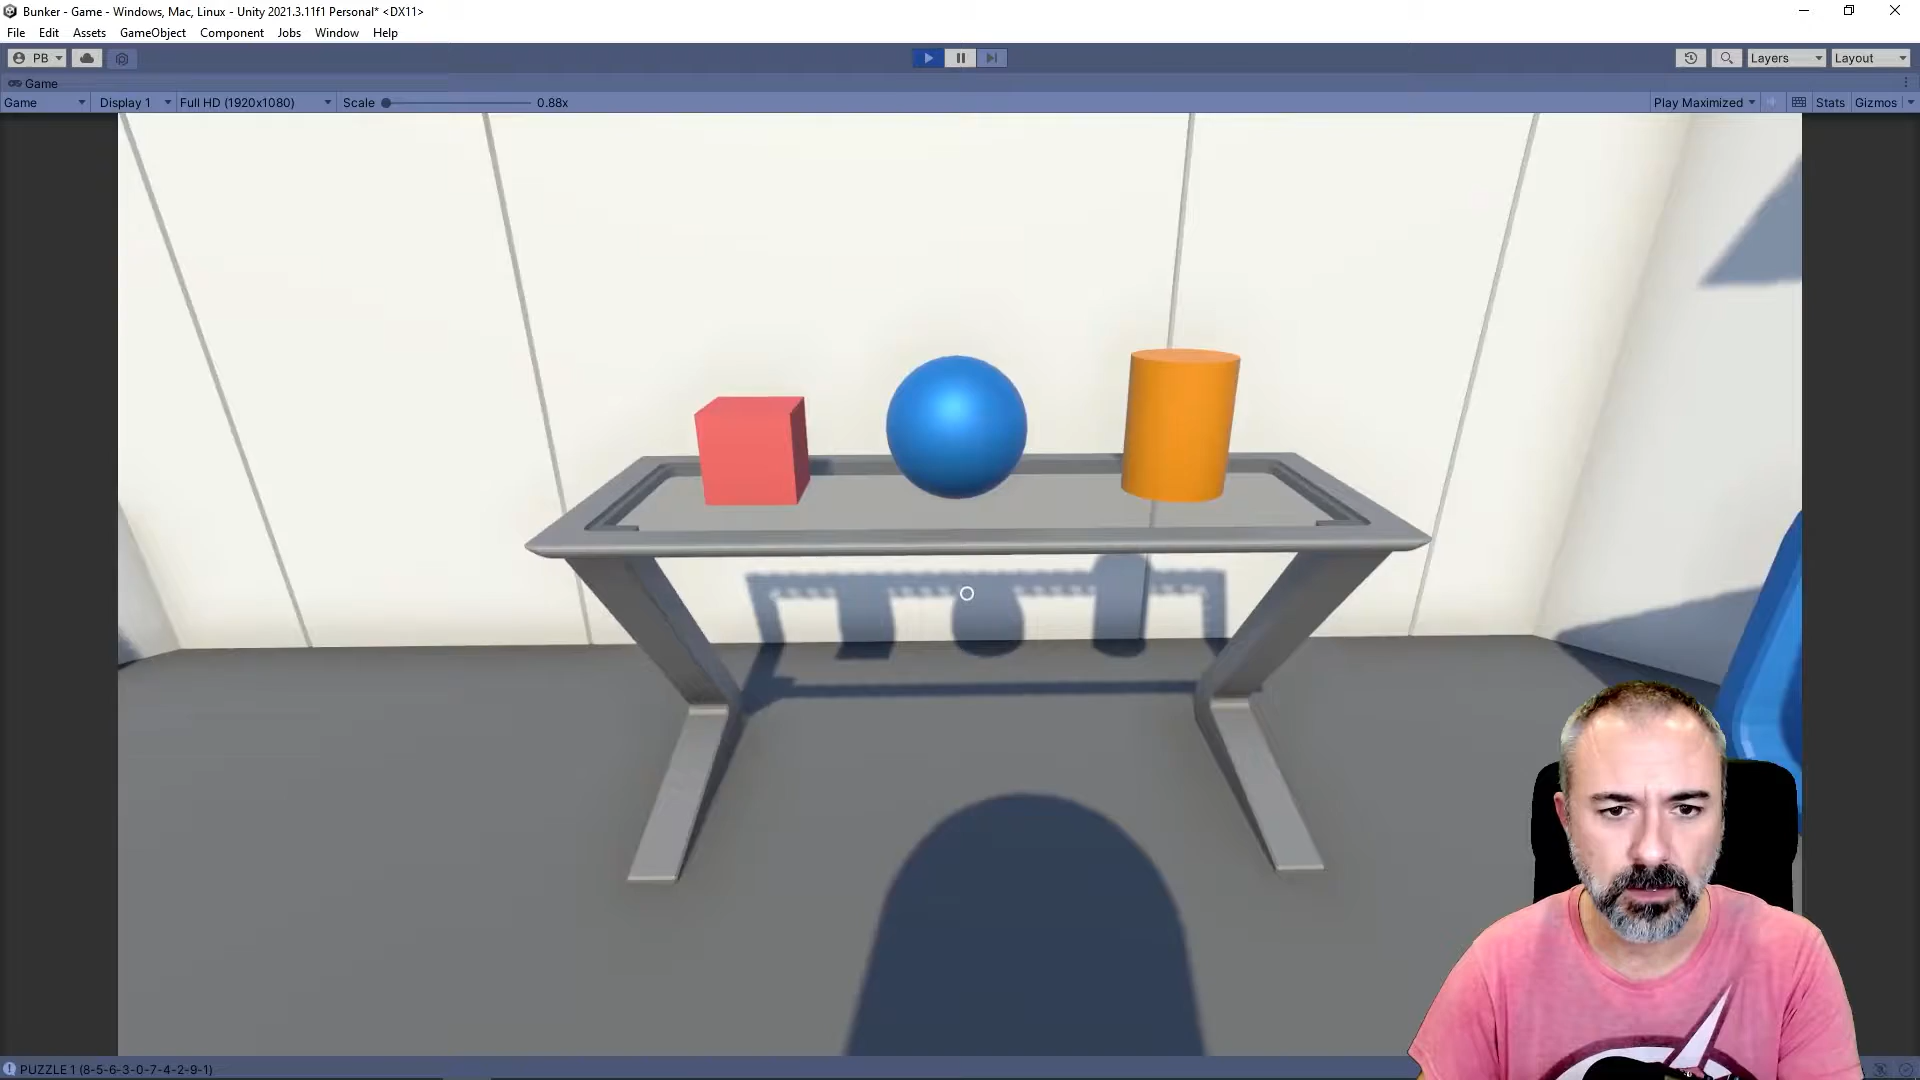 Bunker - Game - Windows, Mac, Linux - Unity 2021.3.11f1 Personal* <DX11>
File Edit Assets GameObject Component Jobs Window Help
PB Layers Layout
Game
Game Display 1 Full HD (1920x1080) Scale 0.88x Play Maximized Stats Gizmos
PUZZLE 1 (8-5-6-3-0-7-4-2-9-1)